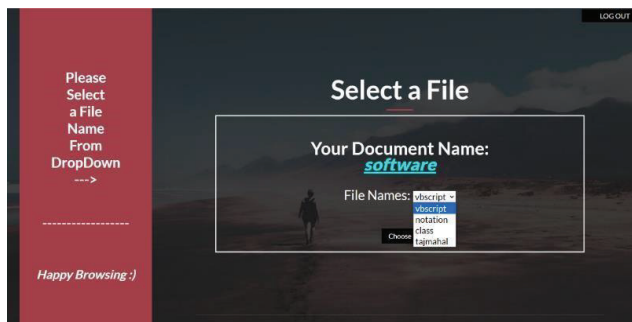 LOG OUT
Please
Select
a File
Name
From
DropDown
--->
------------------
Happy Browsing :)
Select a File
Your Document Name:
software
File Names: vbscript
vbscript
notation
class
tajmahal
Choose